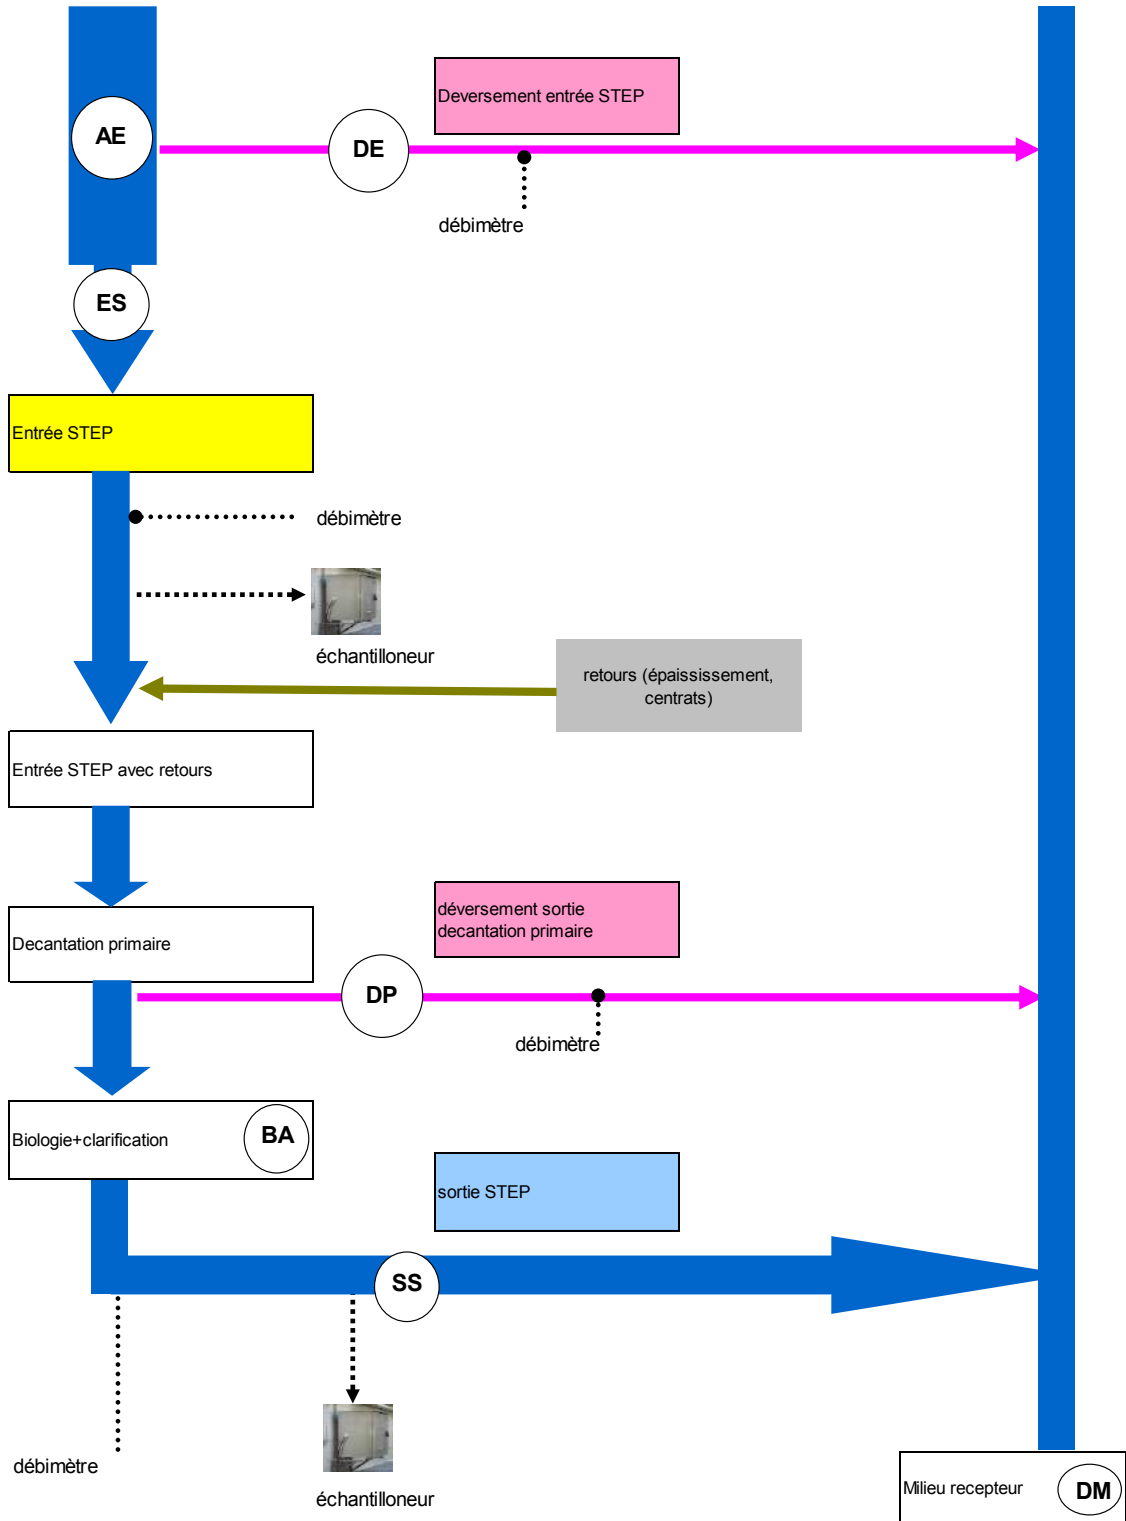 Deversement entrée STEP
AE
DE
débimètre
ES
Entrée STEP
débimètre
échantilloneur
retours (épaississement,
centrats)
Entrée STEP avec retours
déversement sortie
decantation primaire
Decantation primaire
DP
débimètre
Biologie+clarification
BA
sortie STEP
SS
débimètre
échantilloneur
Milieu recepteur
DM